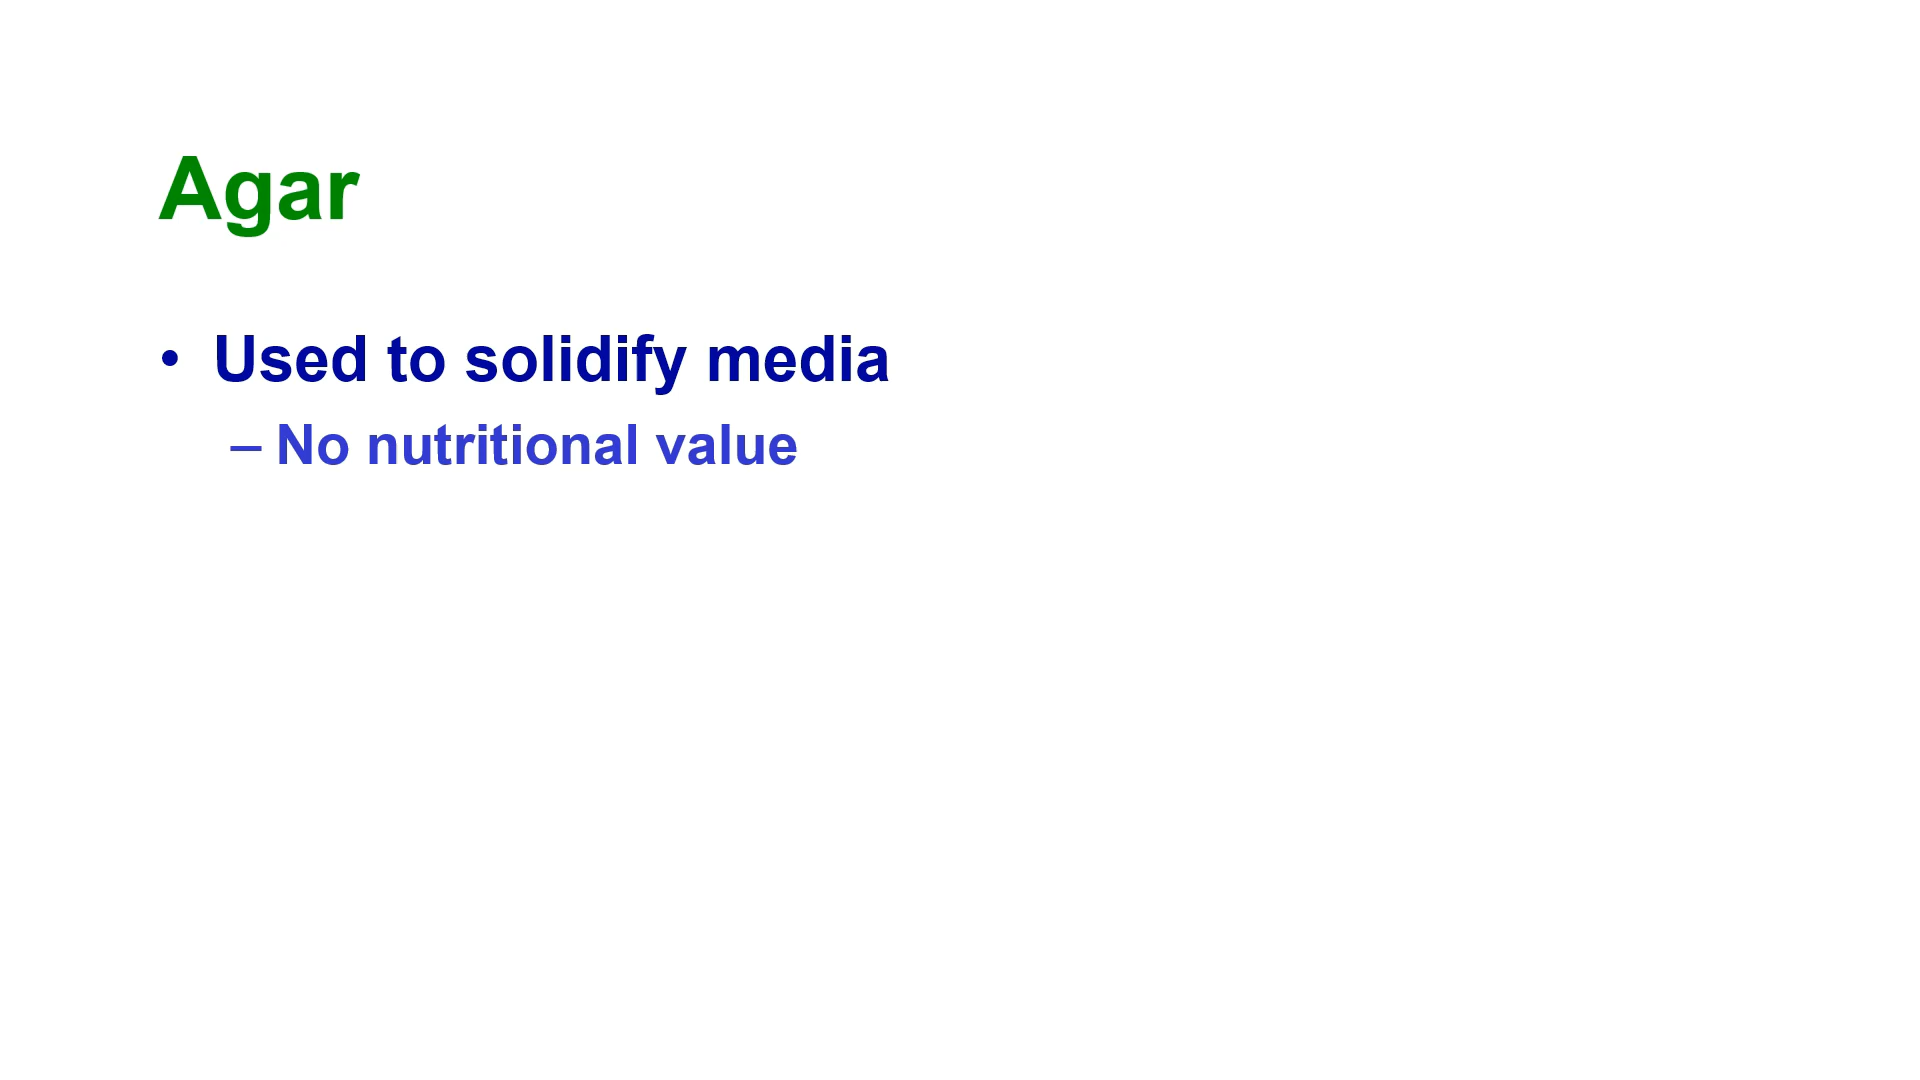 Agar
• Used to solidify media
– No nutritional value